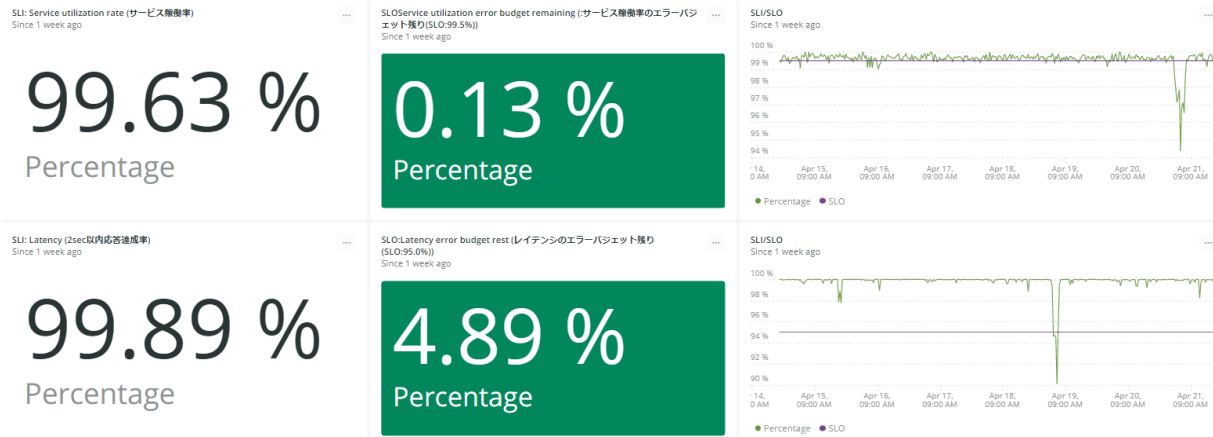 SLI: Service utilization rate (サービス稼働率)
Since 1 week ago
...
99.63 %
Percentage
SLOService utilization error budget remaining (:サービス稼働率のエラーバジ
ェット残り(SLO:99.5%))
Since 1 week ago
...
0.13 %
Percentage
SLI/SLO
Since 1 week ago
...
100 %
99 %
98 %
97 %
96 %
95 %
94 %
14, Apr 15, Apr 16, Apr 17, Apr 18, Apr 19, Apr 20, Apr 21,
0 AM 09:00 AM 09:00 AM 09:00 AM 09:00 AM 09:00 AM 09:00 AM 09:00 AM
Percentage SLO
SLI: Latency (2sec以内応答達成率)
Since 1 week ago
...
99.89 %
Percentage
SLO:Latency error budget rest (レイテンシのエラーバジェット残り
(SLO:95.0%))
Since 1 week ago
...
4.89 %
Percentage
SLI/SLO
Since 1 week ago
...
100 %
98 %
96 %
94 %
92 %
90 %
14, Apr 15, Apr 16, Apr 17, Apr 18, Apr 19, Apr 20, Apr 21,
0 AM 09:00 AM 09:00 AM 09:00 AM 09:00 AM 09:00 AM 09:00 AM 09:00 AM
Percentage SLO